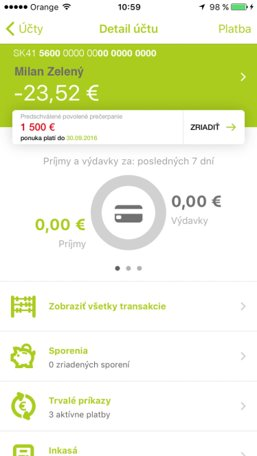 Orange 10:59 98 %
Účty Detail účtu Platba
SK41 5600 0000 0000 0000 0000
Milan Zelený
-23,52 €
Predschválené povolené prečerpanie
1 500 €
ponuka platí do 30.09.2016
ZRIADIŤ
Príjmy a výdavky za: posledných 7 dní
0,00 €
Výdavky
0,00 €
Príjmy
Zobraziť všetky transakcie
Sporenia
0 zriadených sporení
Trvalé príkazy
3 aktívne platby
Inkasá